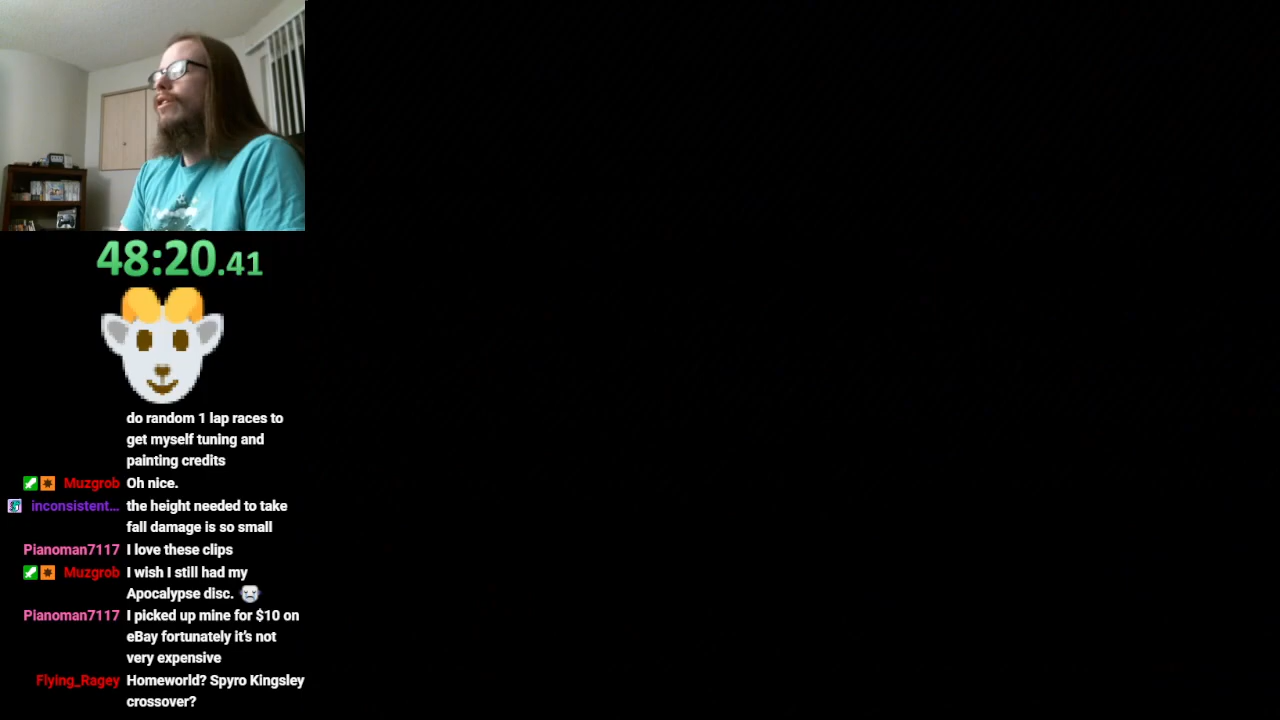 48:20.41
do random 1 lap races to
get myself tuning and
painting credits
Muzgrob Oh nice.
inconsistent... the height needed to take
fall damage is so small
Pianoman7117 I love these clips
Muzgrob I wish I still had my
Apocalypse disc.
Pianoman7117 I picked up mine for $10 on
eBay fortunately it's not
very expensive
Flying_Ragey Homeworld? Spyro Kingsley
crossover?